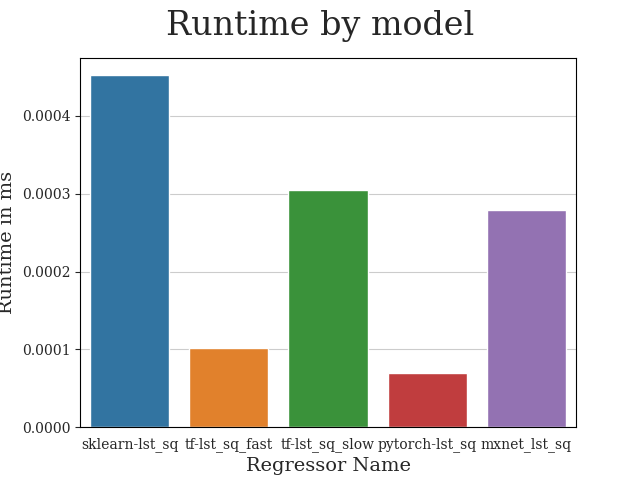 Runtime by model
0.0004
0.0003
0.0002
0.0001
0.0000
Runtime in ms
sklearn-lst_sq tf-lst_sq_fast tf-lst_sq_slow pytorch-lst_sq mxnet_lst_sq
Regressor Name